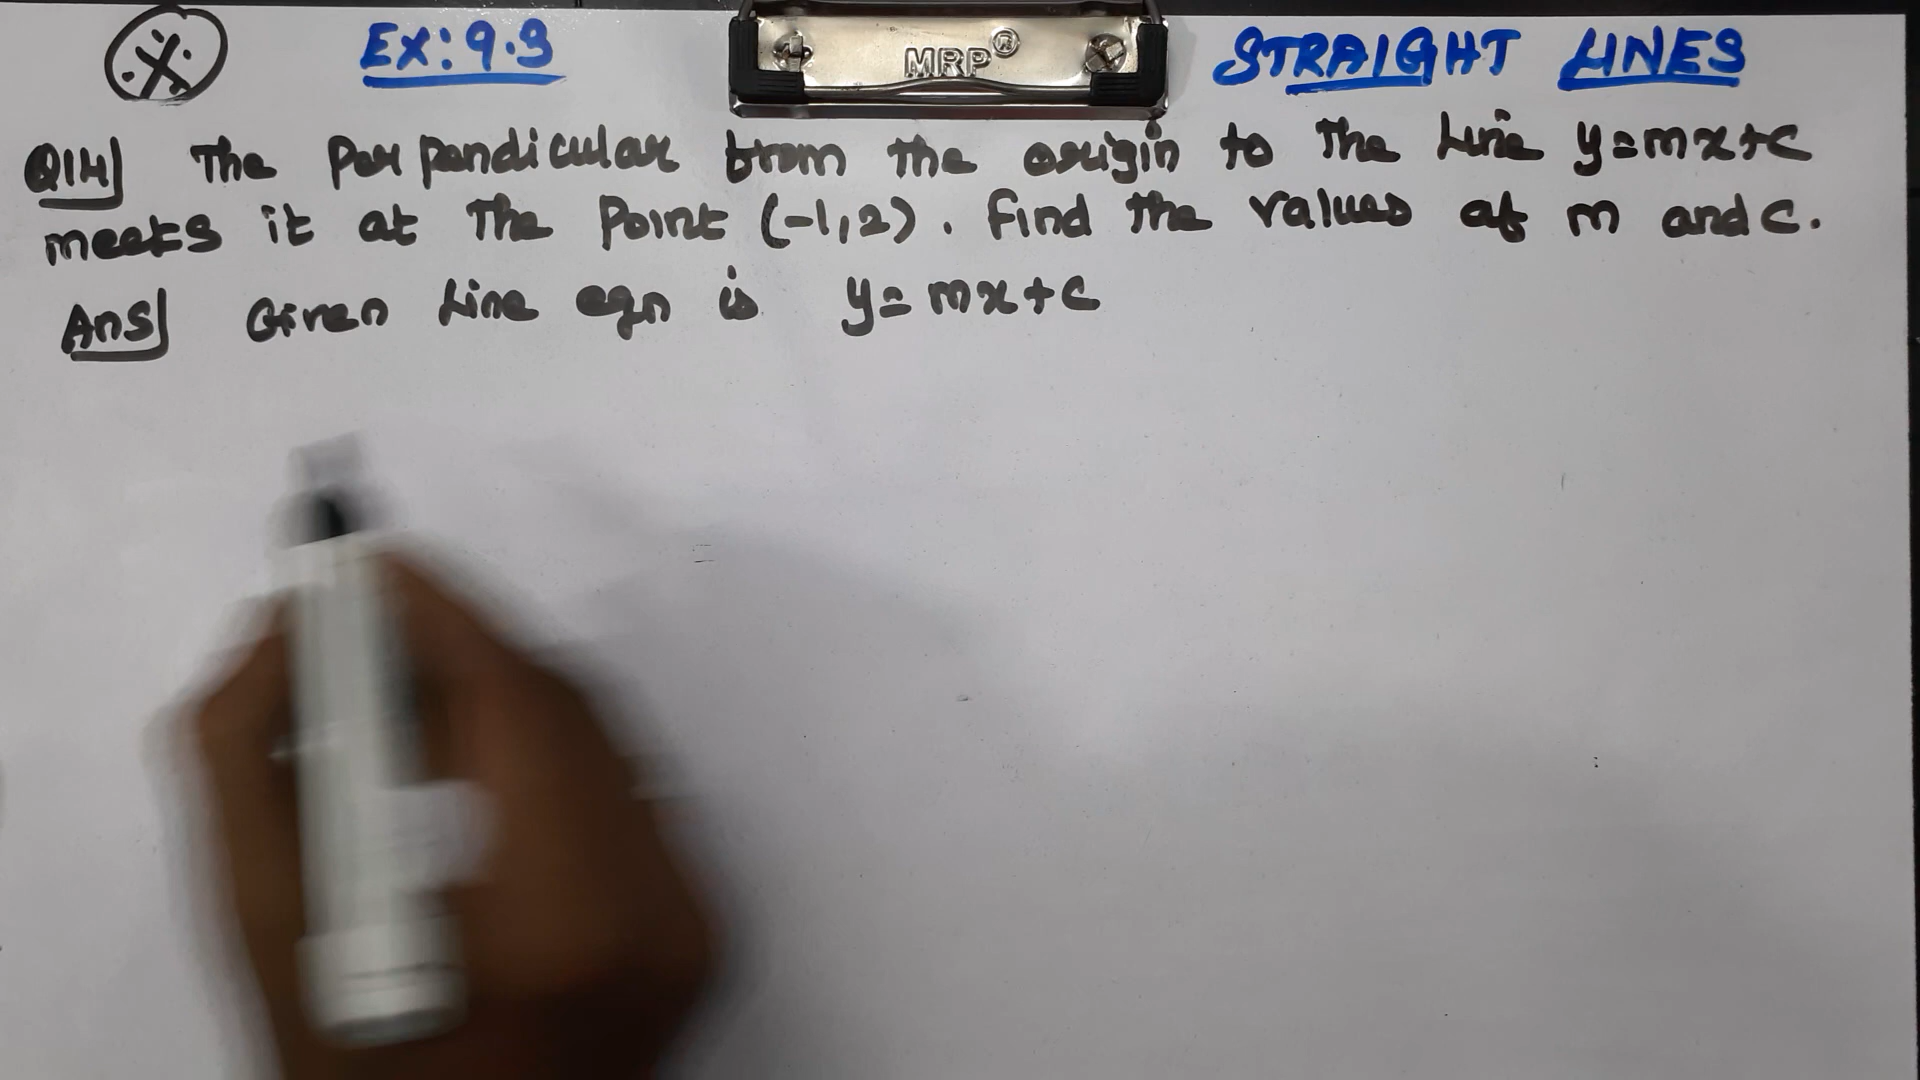 Ex: 9.3
MRP®
STRAIGHT LINES
Q14] The perpendicular from the origin to the line y=mx+c
meets it at the point (-1,2). Find the values of m and c.
Ans] Given line eqn is y=mx+c